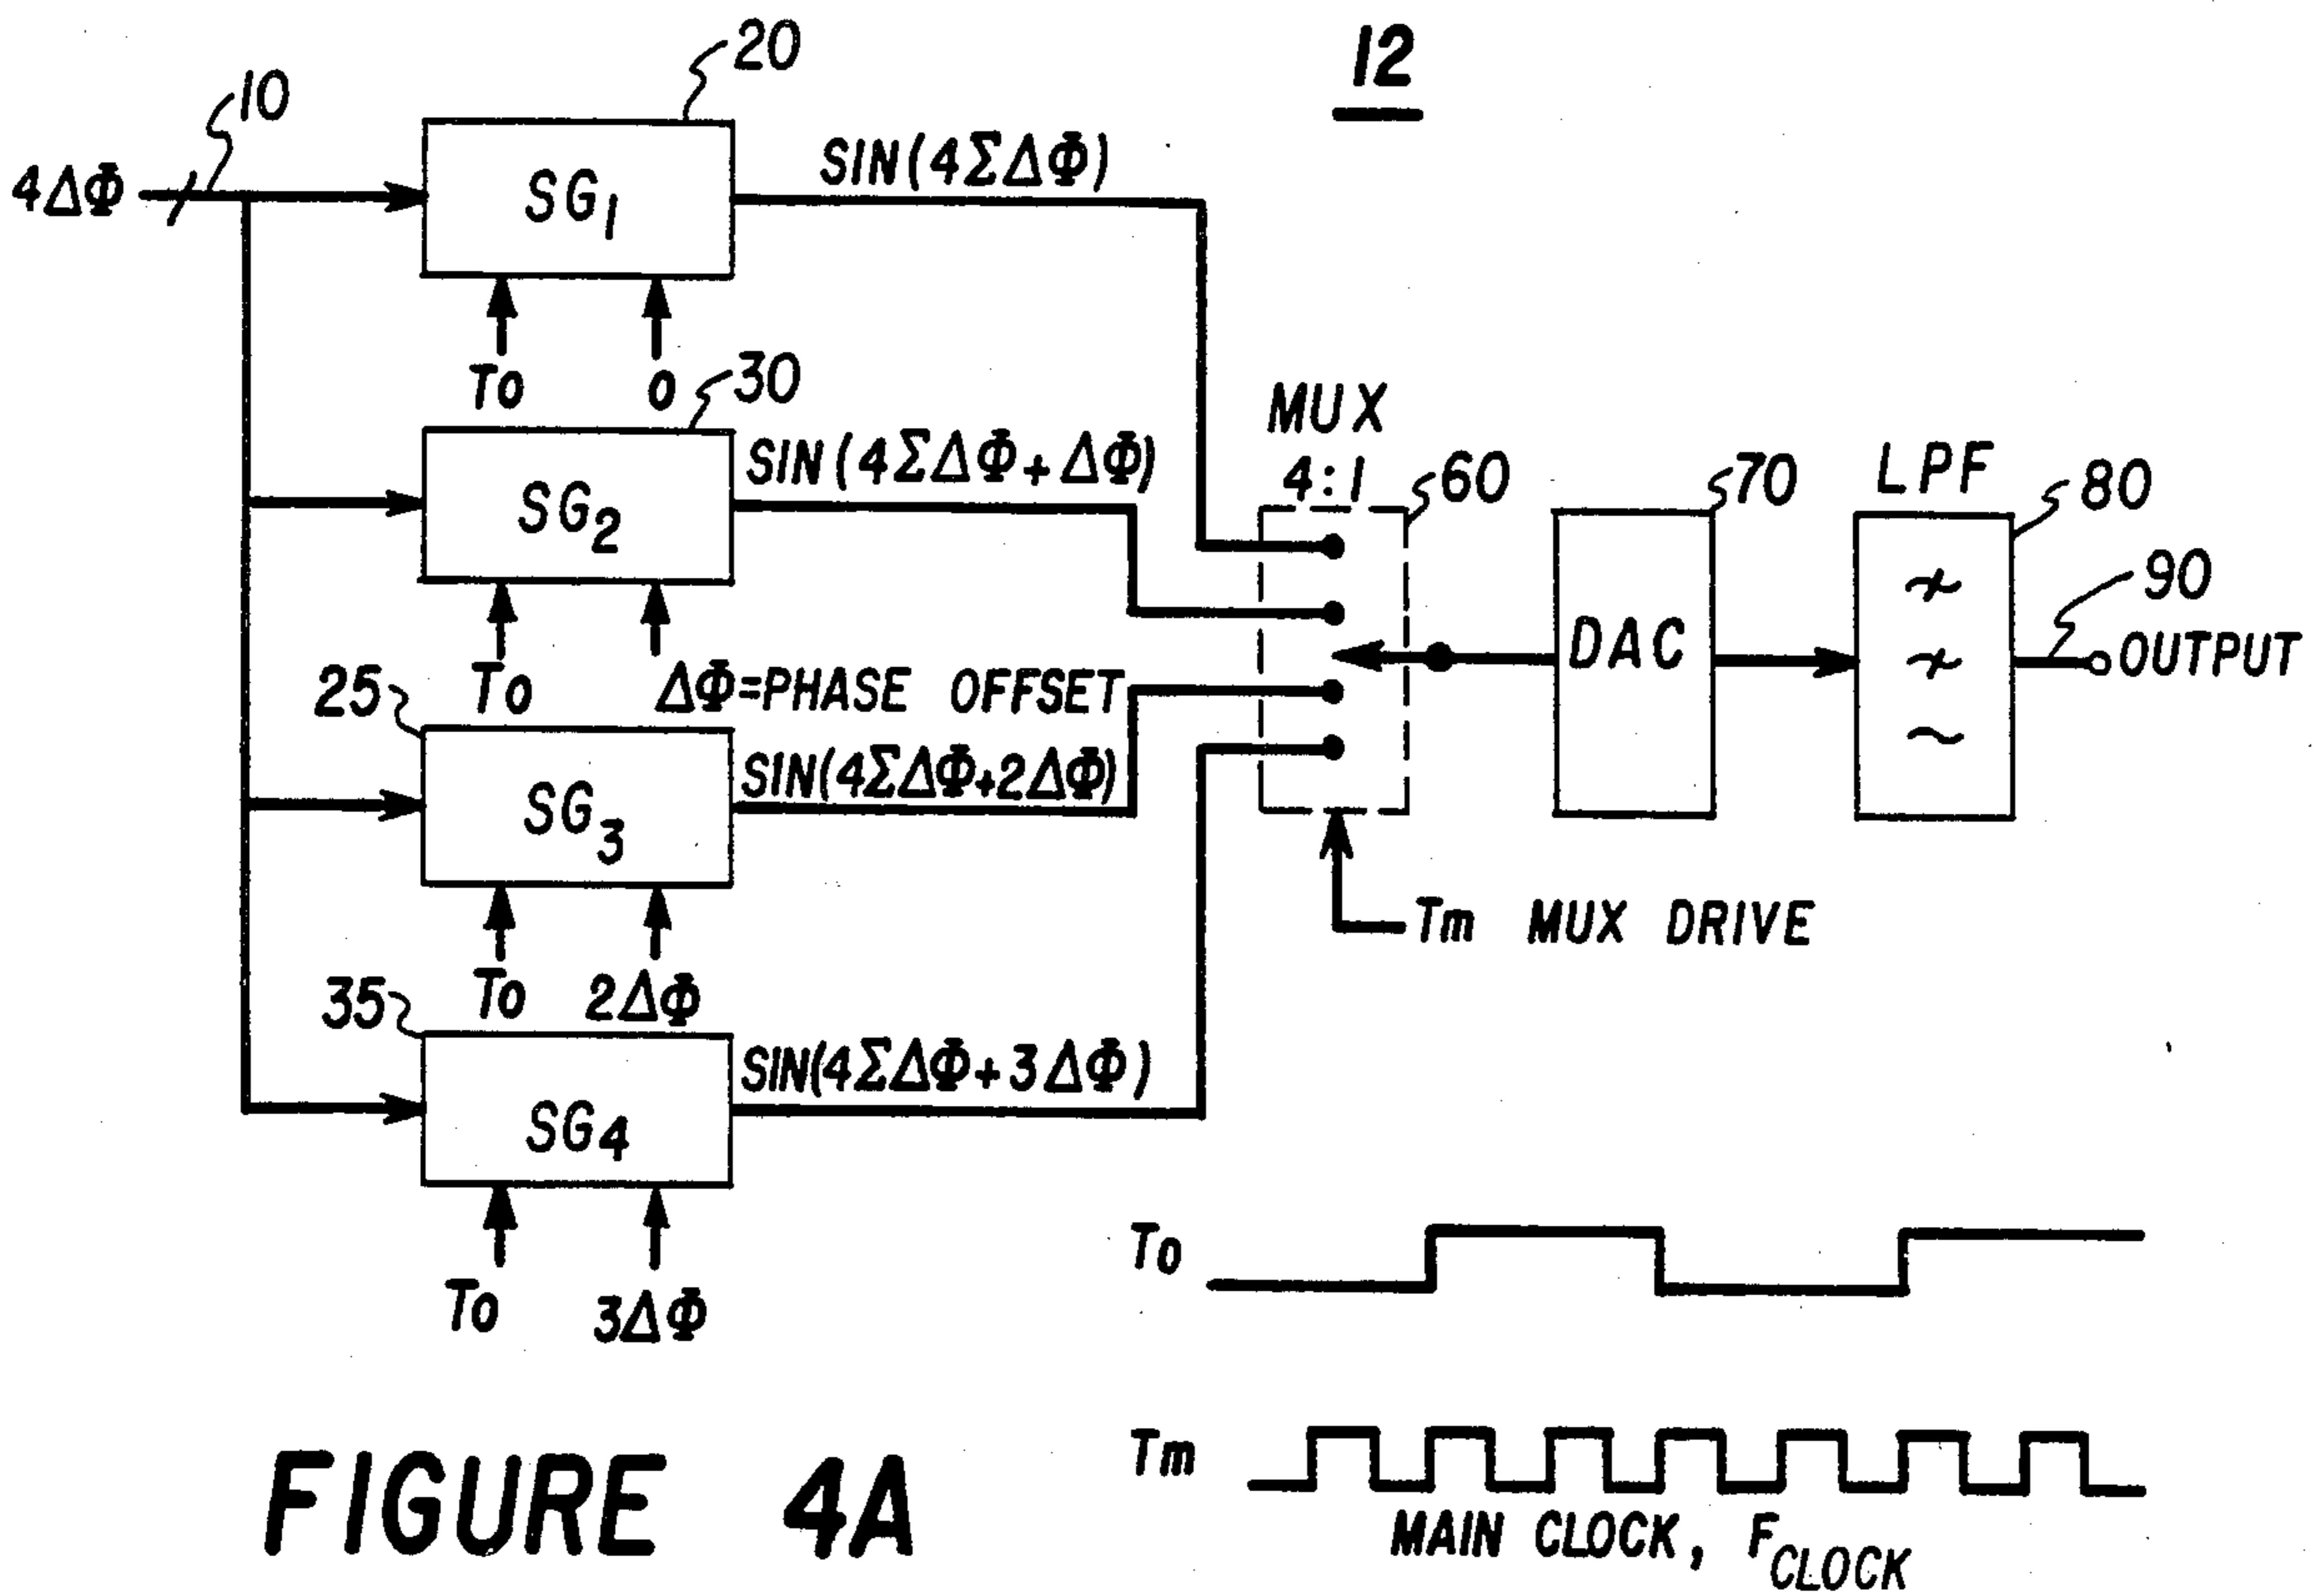 12
10
20
4ΔΦ
SG1
SIN(4ΣΔΦ)
To
0
30
SG2
SIN(4ΣΔΦ+ΔΦ)
To
ΔΦ=PHASE OFFSET
25
SG3
SIN(4ΣΔΦ+2ΔΦ)
To
2ΔΦ
35
SG4
SIN(4ΣΔΦ+3ΔΦ)
To
3ΔΦ
MUX
4:1
60
Tm MUX DRIVE
70
DAC
LPF
80
90
OUTPUT
To
Tm
MAIN CLOCK, FCLOCK
FIGURE 4A